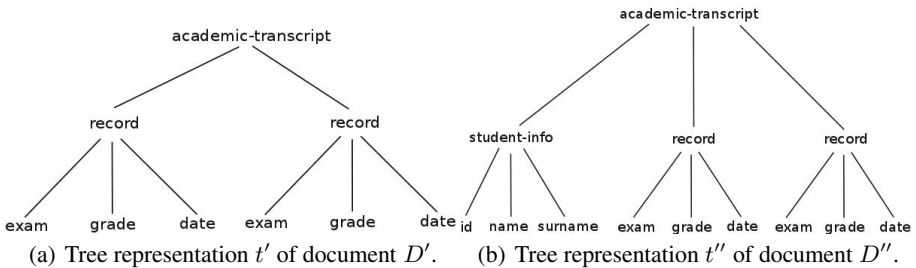 academic-transcript
record record
exam grade date exam grade date
(a) Tree representation t′ of document D′.
academic-transcript
student-info record record
id name surname exam grade date exam grade date
(b) Tree representation t″ of document D″.